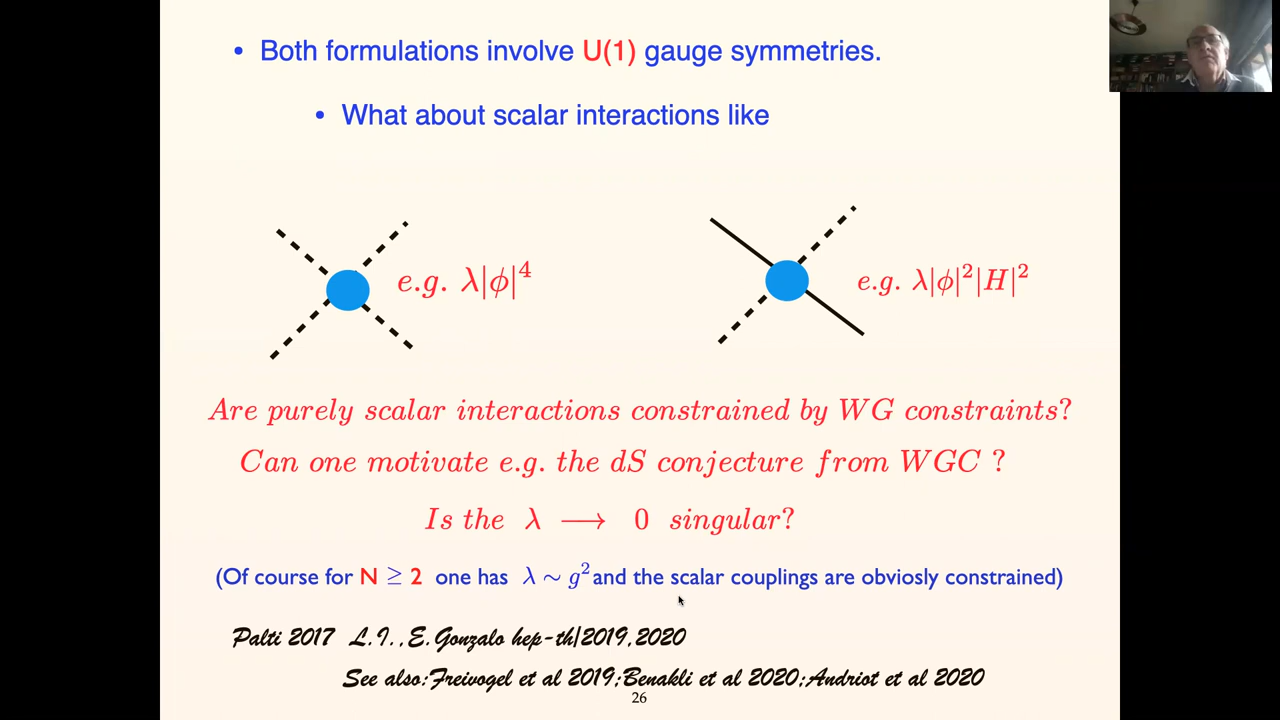 • Both formulations involve U(1) gauge symmetries.
• What about scalar interactions like
e.g. λ|ϕ|⁴
e.g. λ|ϕ|²|H|²
Are purely scalar interactions constrained by WG constraints?
Can one motivate e.g. the dS conjecture from WGC ?
Is the λ ⟶ 0 singular?
(Of course for N ≥ 2 one has λ ∼ g² and the scalar couplings are obviosly constrained)
Palti 2017 L.I.,E.Gonzalo hep-th/2019,2020
See also:Freivogel et al 2019;Benakli et al 2020;Andriot et al 2020
26